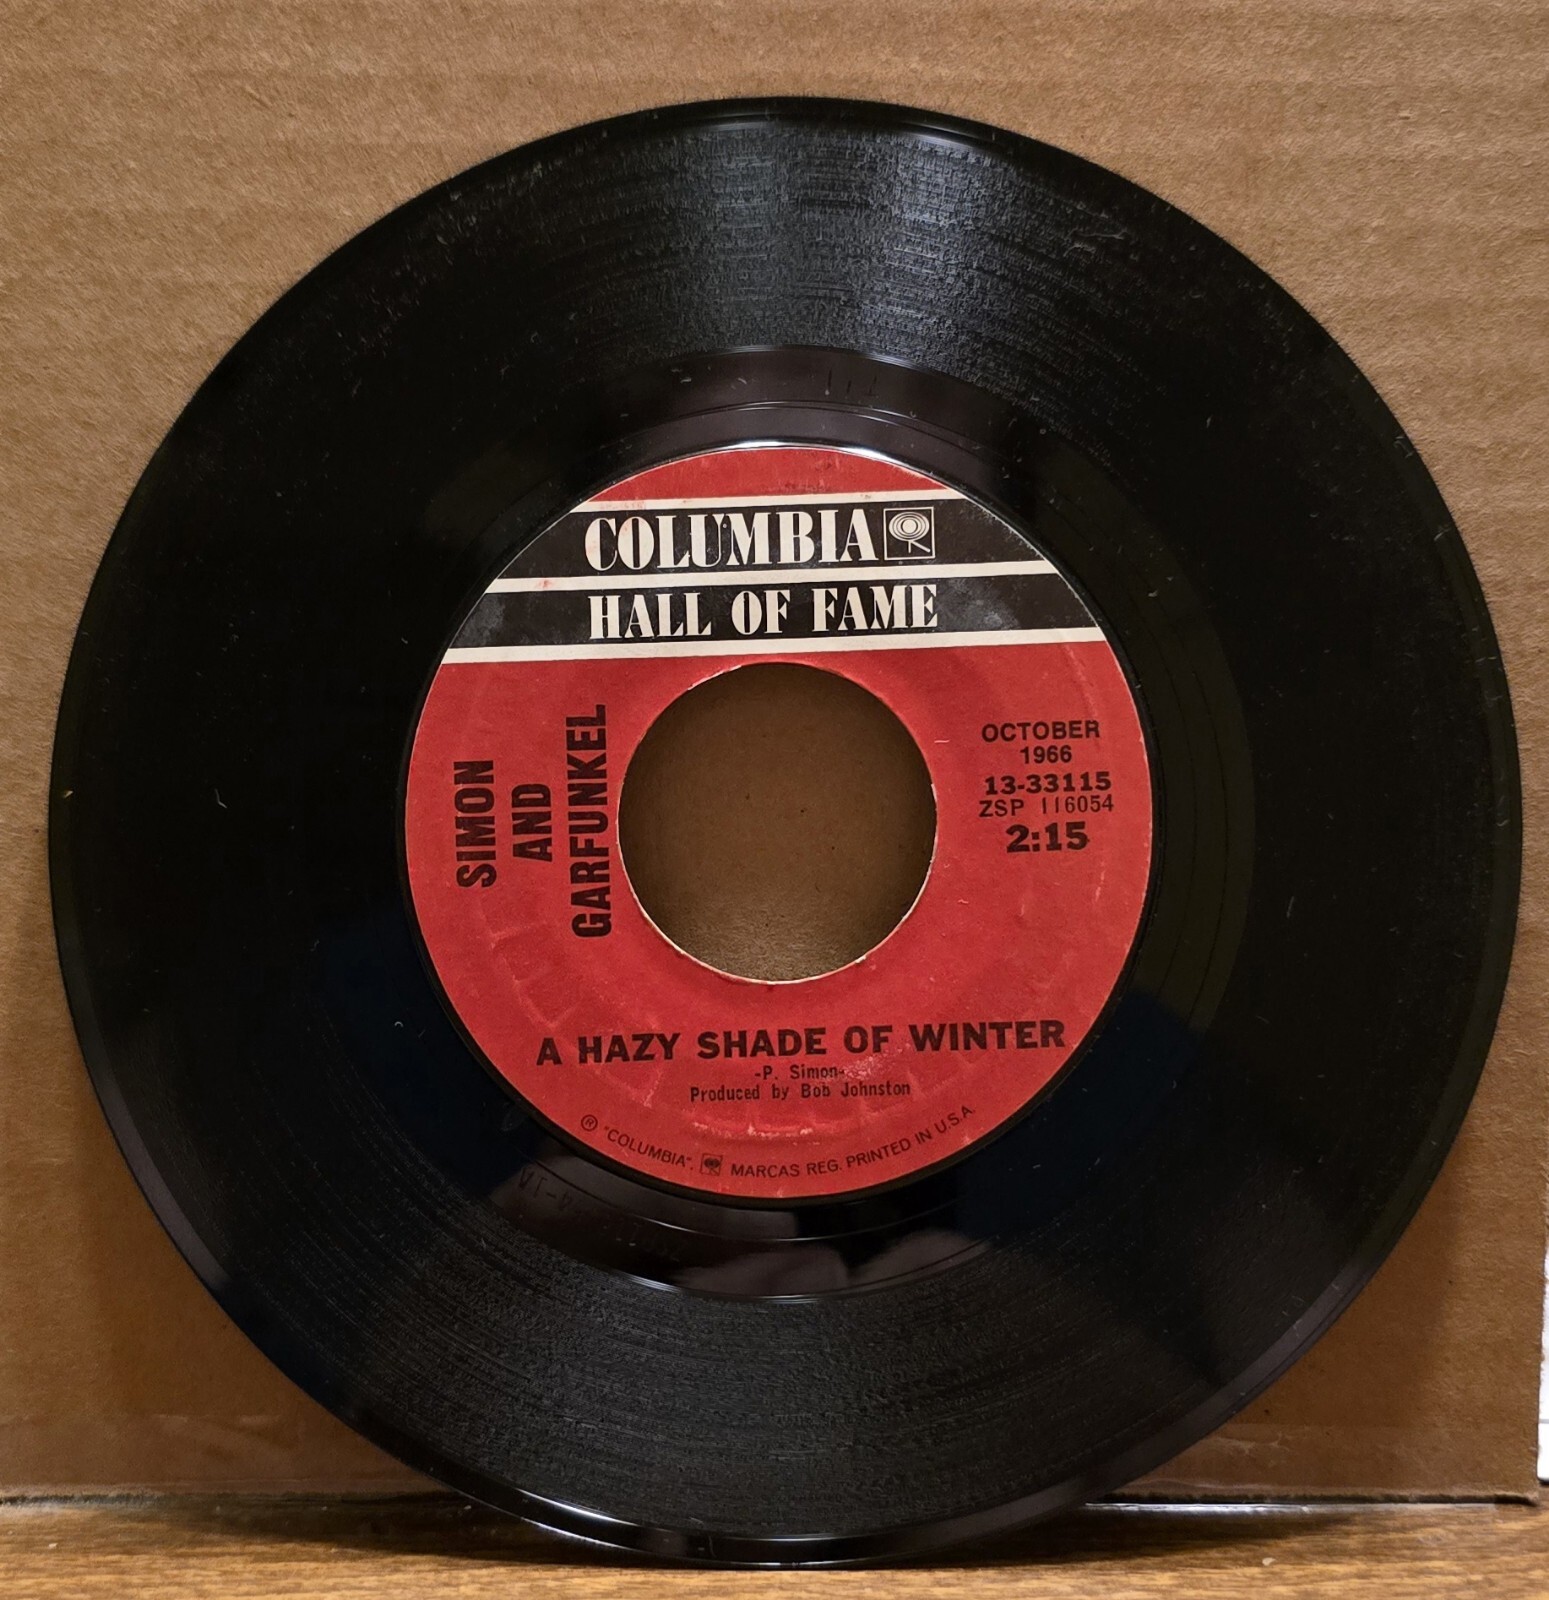 COLUMBIA
HALL OF FAME
SIMON
AND
GARFUNKEL
OCTOBER
1966
13-33115
ZSP 116054
2:15
A HAZY SHADE OF WINTER
-P. Simon-
Produced by Bob Johnston
® "COLUMBIA", MARCAS REG. PRINTED IN U.S.A.